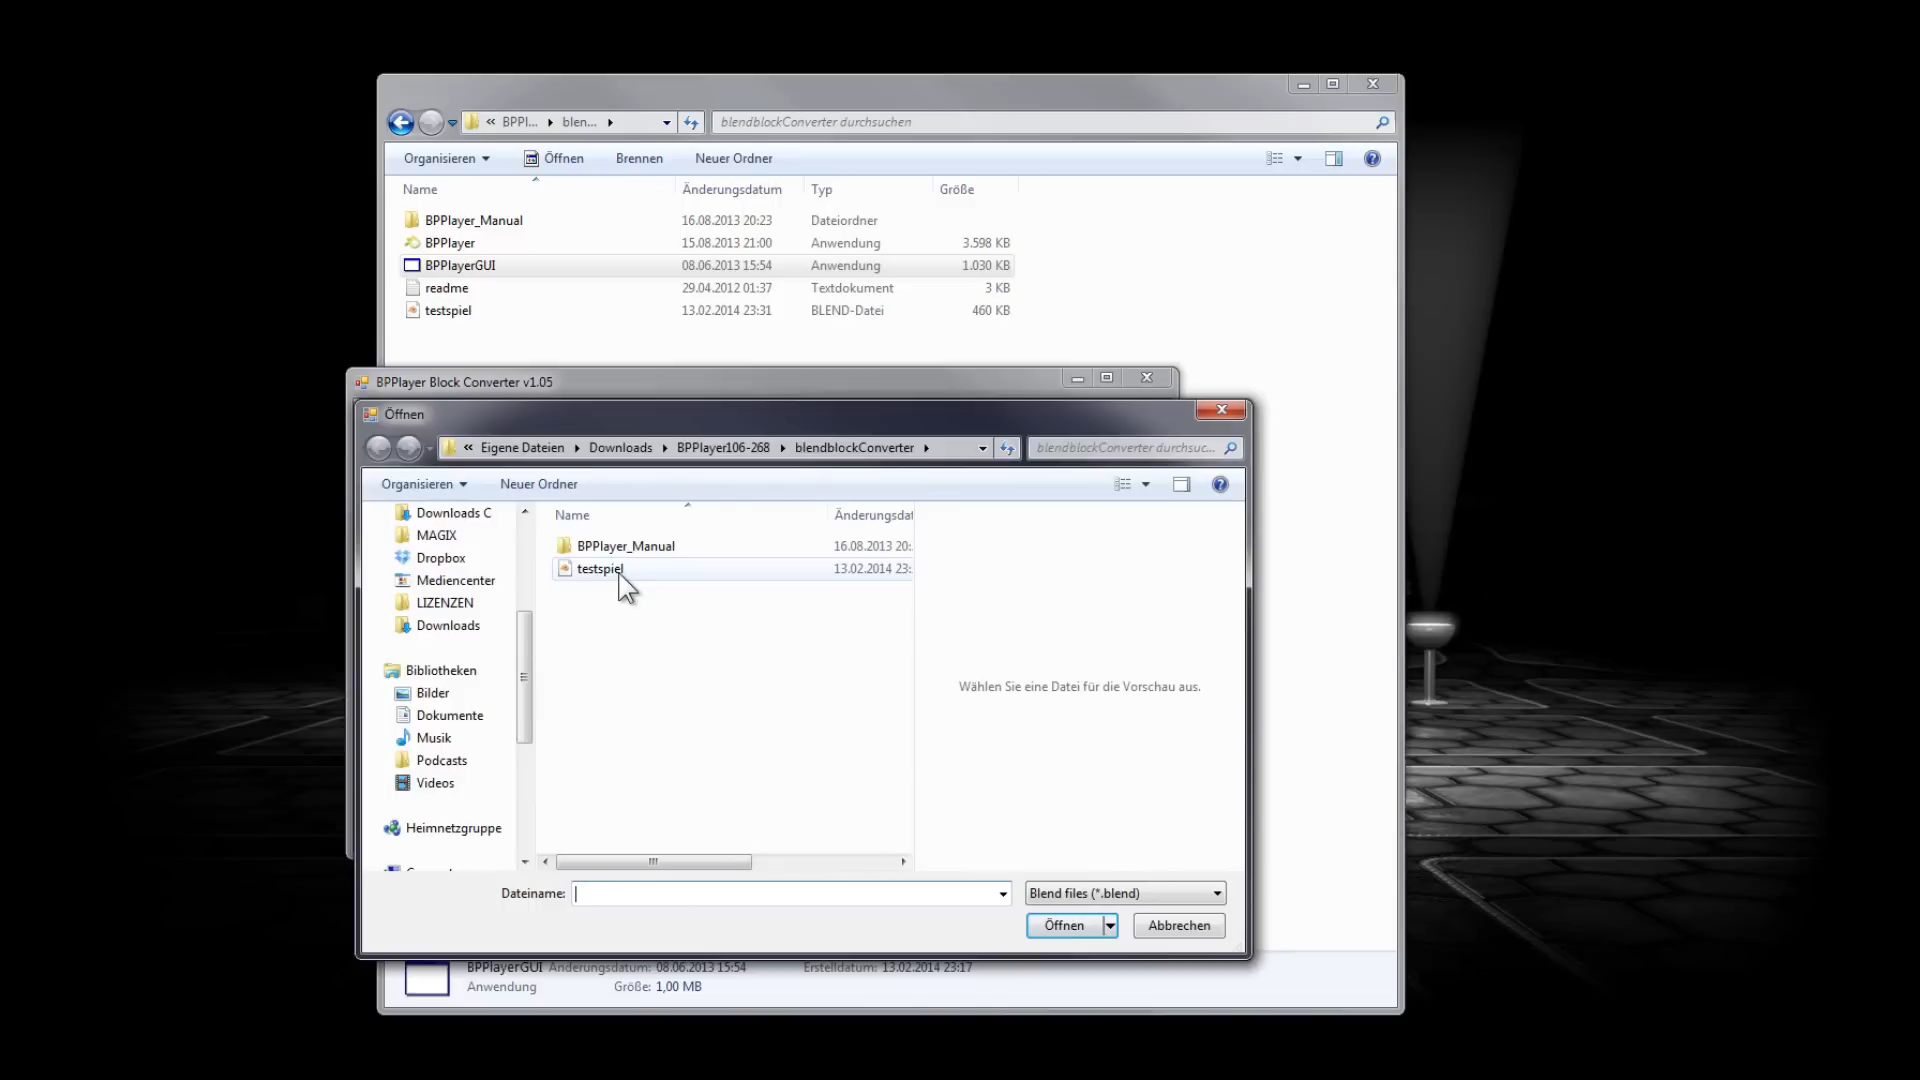 « BPPl... blen...
blendblockConverter durchsuchen
Organisieren Öffnen Brennen Neuer Ordner
Name Änderungsdatum Typ Größe
BPPlayer_Manual 16.08.2013 20:23 Dateiordner
BPPlayer 15.08.2013 21:00 Anwendung 3.598 KB
BPPlayerGUI 08.06.2013 15:54 Anwendung 1.030 KB
readme 29.04.2012 01:37 Textdokument 3 KB
testspiel 13.02.2014 23:31 BLEND-Datei 460 KB
BPPlayer Block Converter v1.05
Öffnen
« Eigene Dateien Downloads BPPlayer106-268 blendblockConverter
blendblockConverter durchsuc...
Organisieren Neuer Ordner
Downloads C
MAGIX
Dropbox
Mediencenter
LIZENZEN
Downloads
Bibliotheken
Bilder
Dokumente
Musik
Podcasts
Videos
Heimnetzgruppe
Name Änderungsdat
BPPlayer_Manual 16.08.2013 20:
testspiel 13.02.2014 23:
Wählen Sie eine Datei für die Vorschau aus.
Dateiname:
Blend files (*.blend)
Öffnen Abbrechen
BPPlayerGUI Änderungsdatum: 08.06.2013 15:54 Erstelldatum: 13.02.2014 23:17
Anwendung Größe: 1,00 MB